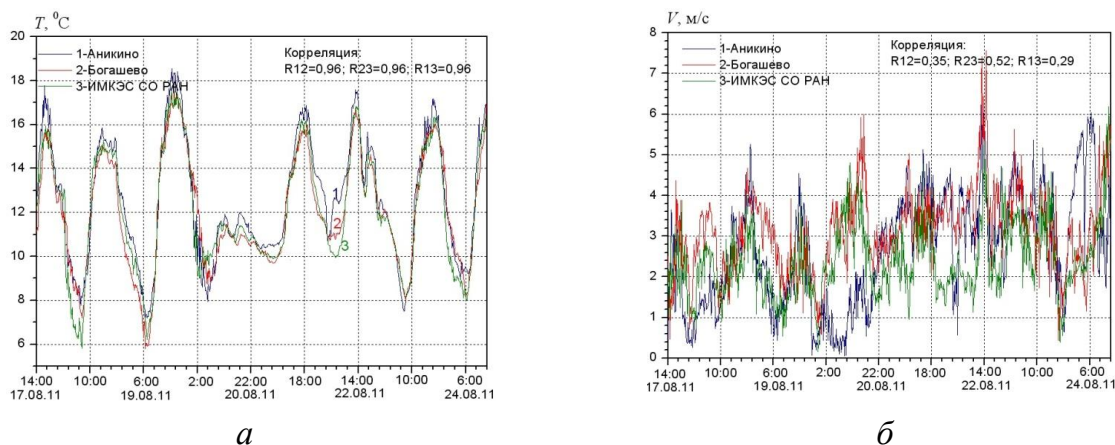 T, ⁰C
1-Аникино
2-Богашево
3-ИМКЭС СО РАН
Корреляция:
R12=0,96; R23=0,96; R13=0,96
20
18
16
14
12
10
8
6
1
2
3
14:00 10:00 6:00 2:00 22:00 18:00 14:00 10:00 6:00
17.08.11 19.08.11 20.08.11 22.08.11 24.08.11
а
V, м/с
1-Аникино
2-Богашево
3-ИМКЭС СО РАН
Корреляция:
R12=0,35; R23=0,52; R13=0,29
8
7
6
5
4
3
2
1
0
14:00 10:00 6:00 2:00 22:00 18:00 14:00 10:00 6:00
17.08.11 19.08.11 20.08.11 22.08.11 24.08.11
б